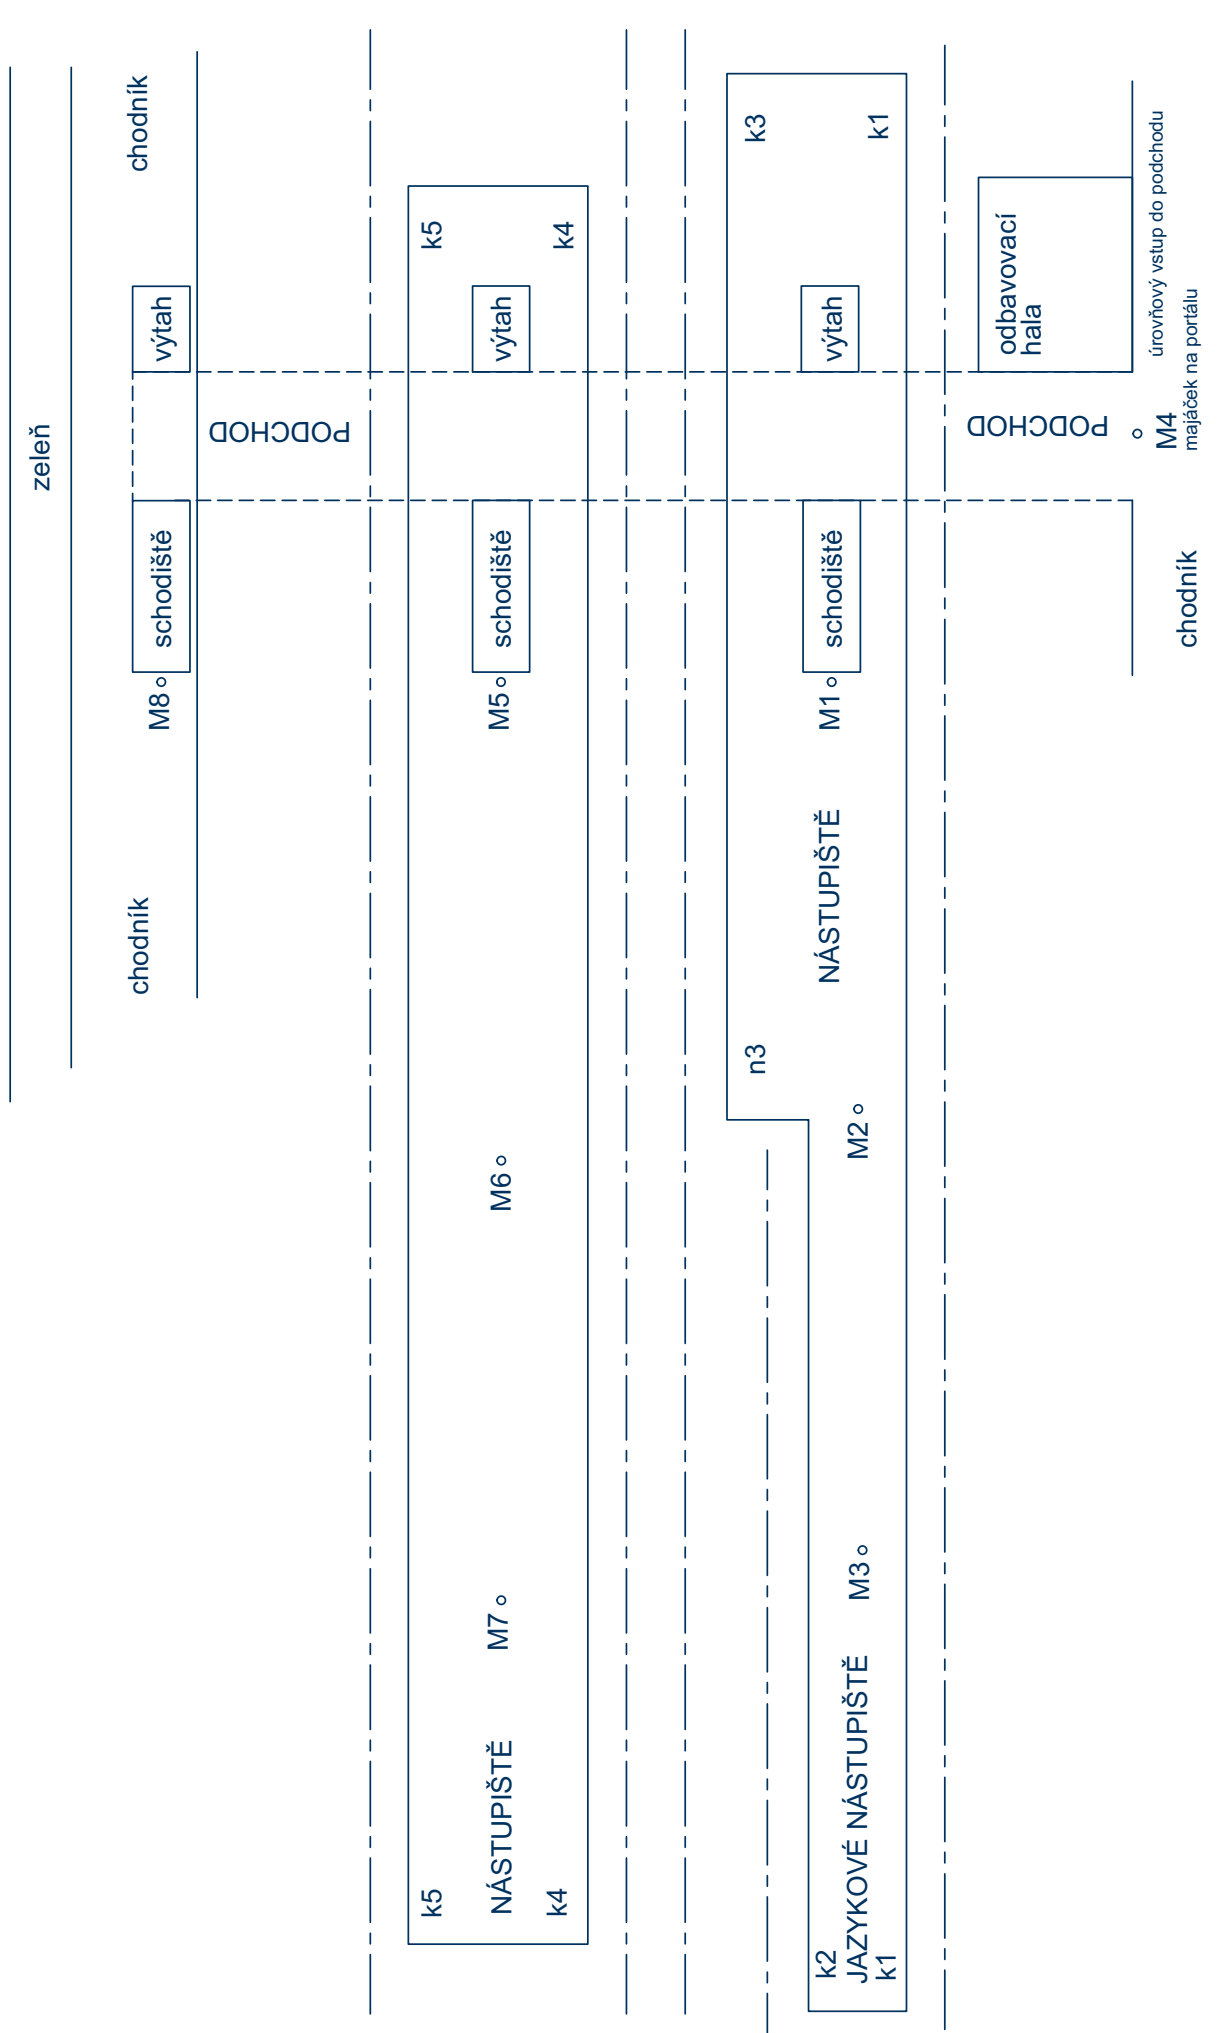 zeleň
chodník
chodník
výtah
schodiště
M8
PODCHOD
k5
k4
výtah
schodiště
M5
M6
M7
NÁSTUPIŠTĚ
k5
k4
k3
k1
výtah
schodiště
M1
NÁSTUPIŠTĚ
n3
M2
M3
JAZYKOVÉ NÁSTUPIŠTĚ
k2
k1
odbavovací
hala
PODCHOD
úrovňový vstup do podchodu
M4
majáček na portálu
chodník